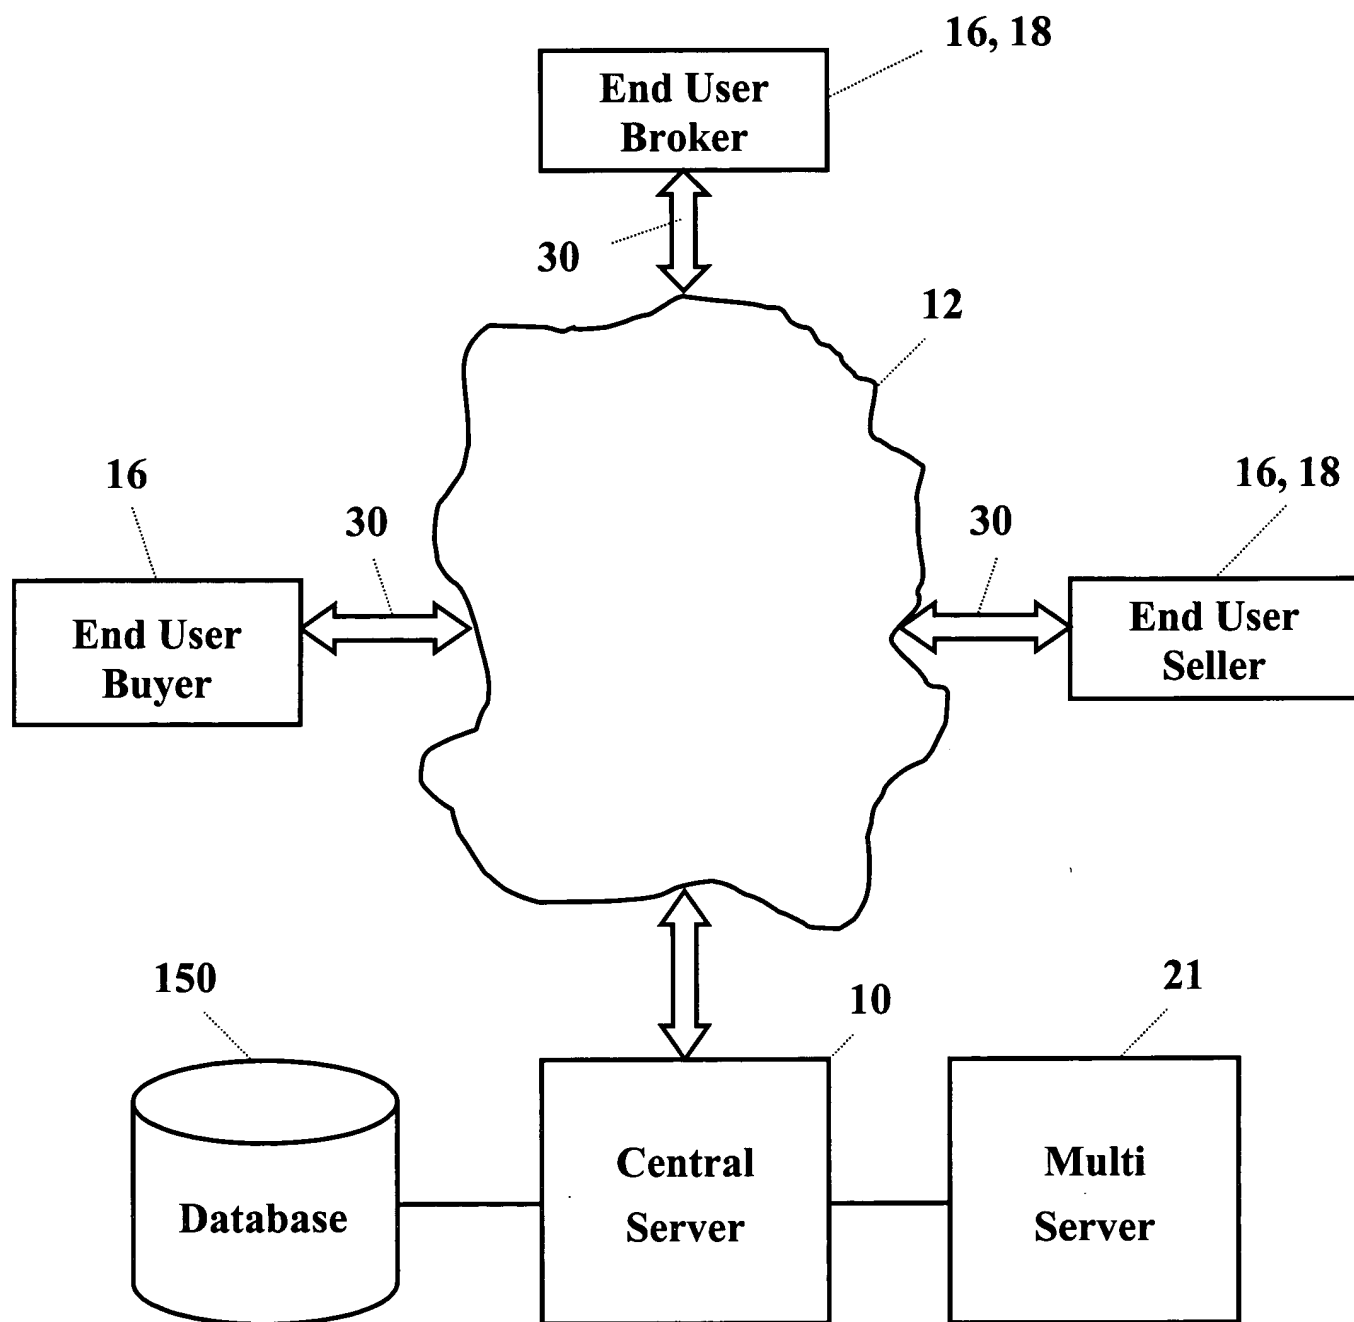 16, 18
End User
Broker
30
12
16
30
30
16, 18
End User
Buyer
End User
Seller
150
10
21
Database
Central
Server
Multi
Server